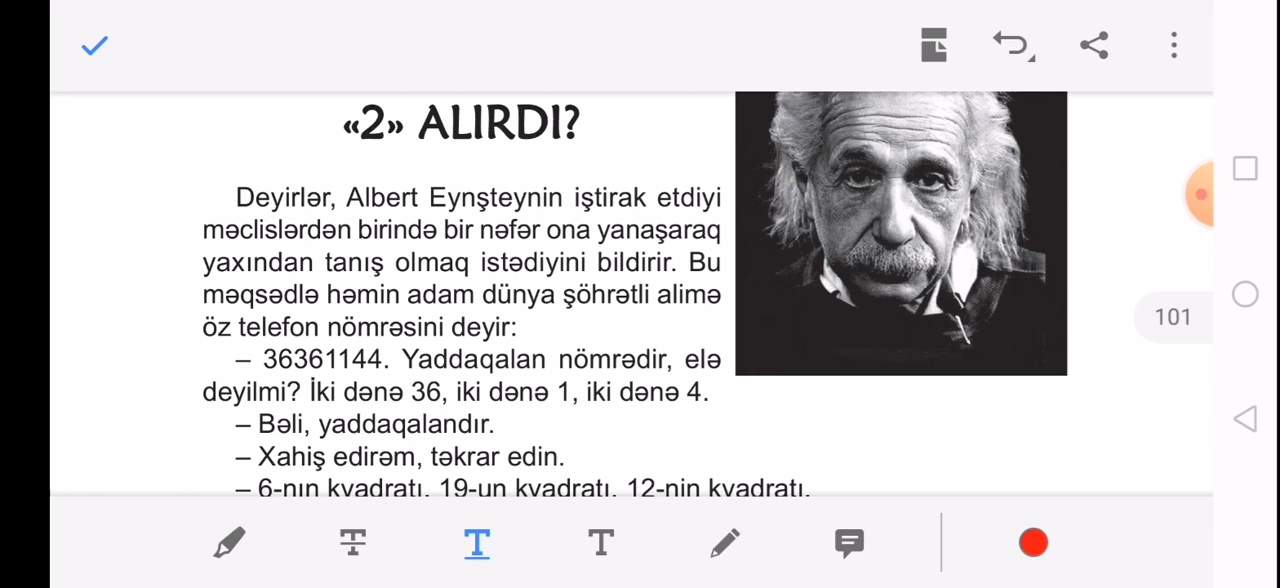 «2» ALIRDI?
Deyirlər, Albert Eynşteynin iştirak etdiyi
məclislərdən birində bir nəfər ona yanaşaraq
yaxından tanış olmaq istədiyini bildirir. Bu
məqsədlə həmin adam dünya şöhrətli alimə
öz telefon nömrəsini deyir:
– 36361144. Yaddaqalan nömrədir, elə
deyilmi? İki dənə 36, iki dənə 1, iki dənə 4.
– Bəli, yaddaqalandır.
– Xahiş edirəm, təkrar edin.
– 6-nın kvadratı, 19-un kvadratı, 12-nin kvadratı.
101
T
T
T